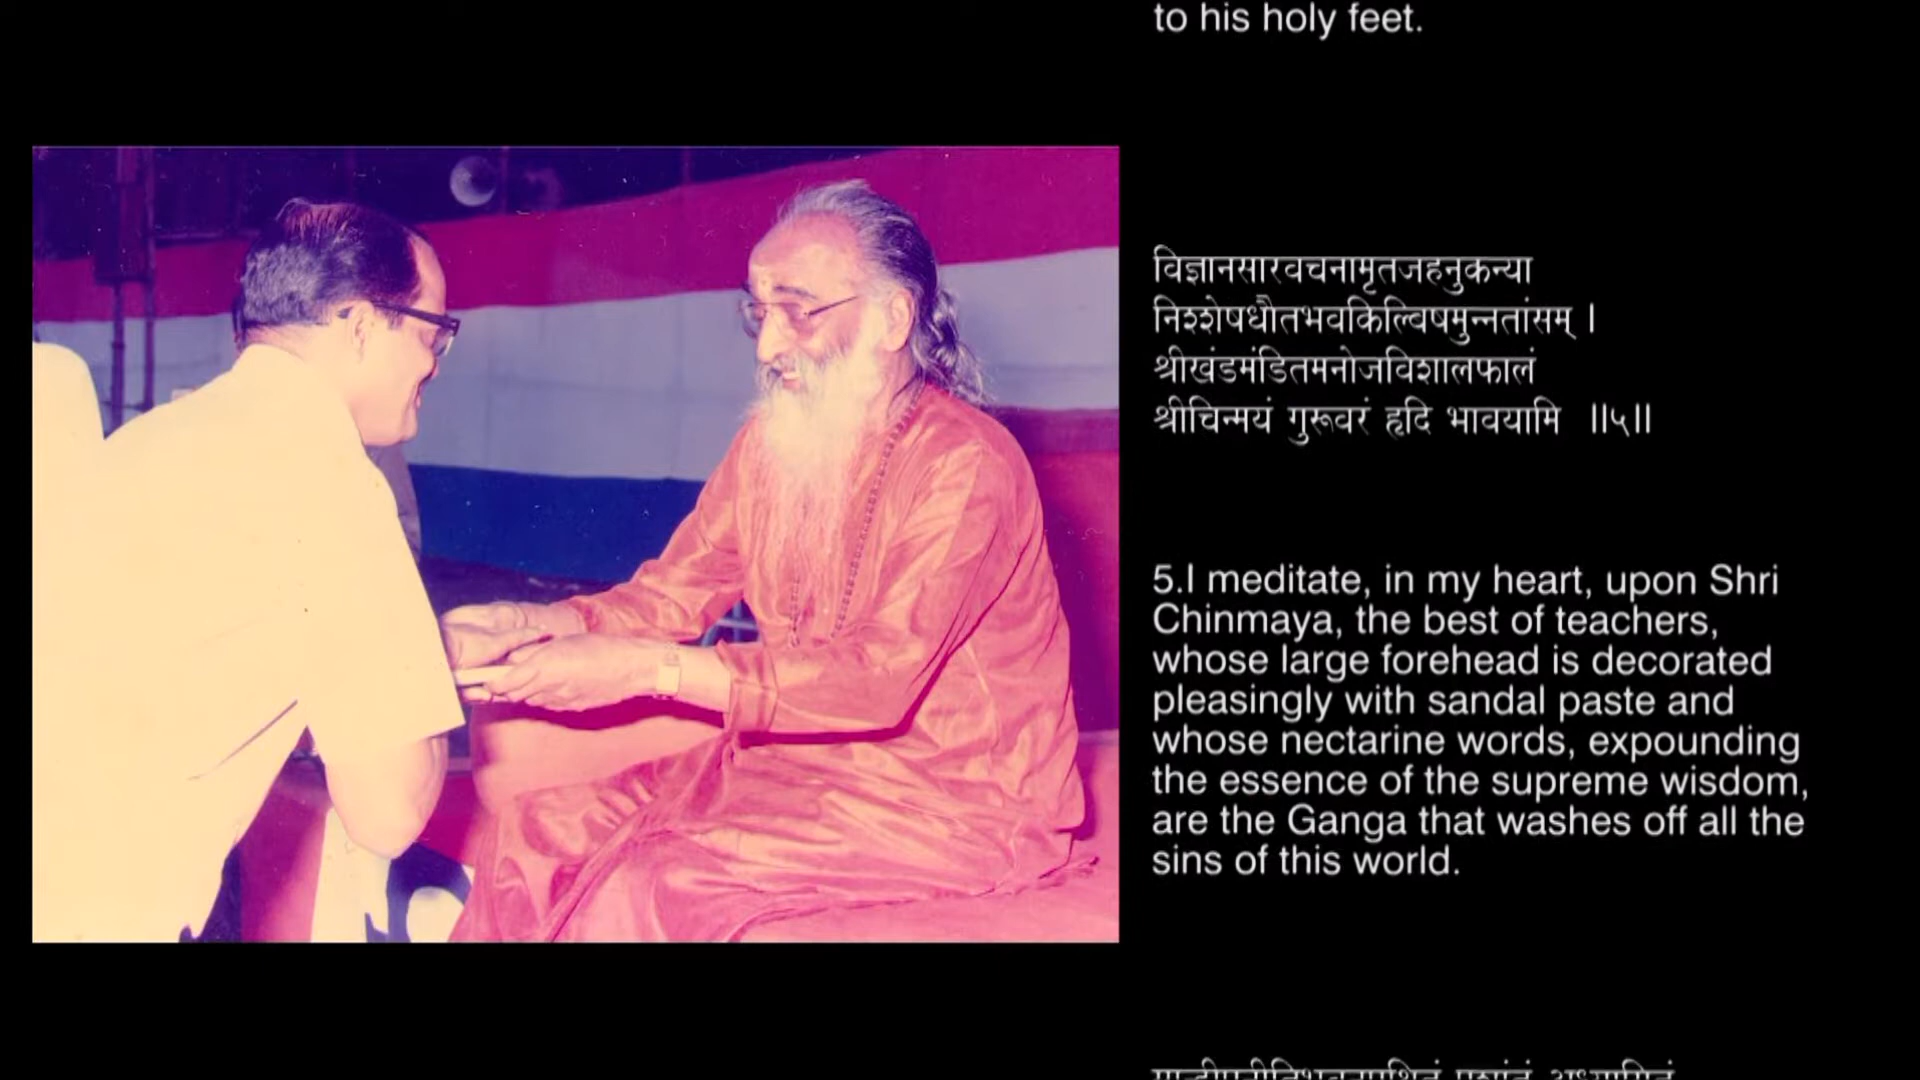 to his holy feet.
विज्ञानसारवचनामृतजहनुकन्या
निश्शेषधौतभवकिल्विषमुन्नतांसम् ।
श्रीखंडमंडितमनोजविशालफालं
श्रीचिन्मयं गुरूवरं हृदि भावयामि ॥५॥
5.I meditate, in my heart, upon Shri
Chinmaya, the best of teachers,
whose large forehead is decorated
pleasingly with sandal paste and
whose nectarine words, expounding
the essence of the supreme wisdom,
are the Ganga that washes off all the
sins of this world.